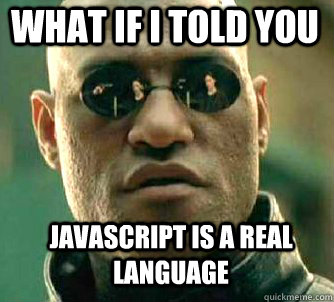 WHAT IF I TOLD YOU
JAVASCRIPT IS A REAL
LANGUAGE
quickmeme.com